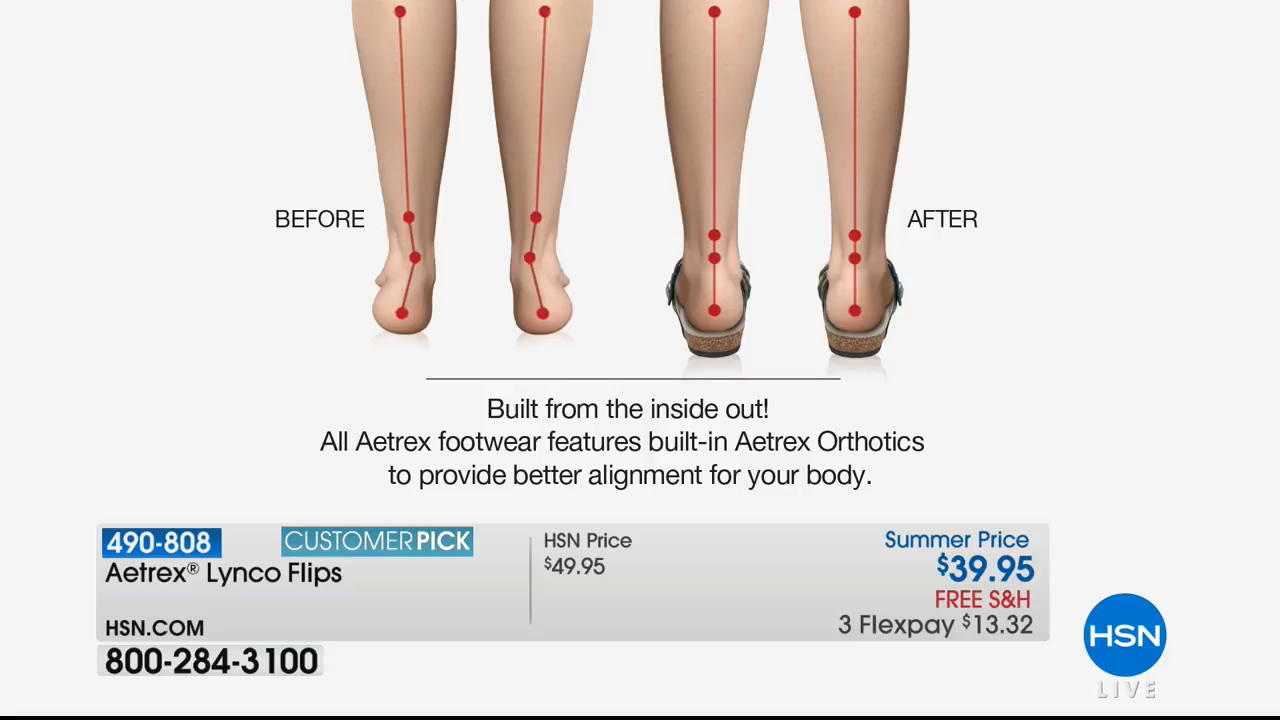 BEFORE
AFTER
Built from the inside out!
All Aetrex footwear features built-in Aetrex Orthotics
to provide better alignment for your body.
490-808
CUSTOMER PICK
Aetrex® Lynco Flips
HSN.COM
800-284-3100
HSN Price
$49.95
Summer Price
$39.95
FREE S&H
3 Flexpay $13.32
HSN
LIVE